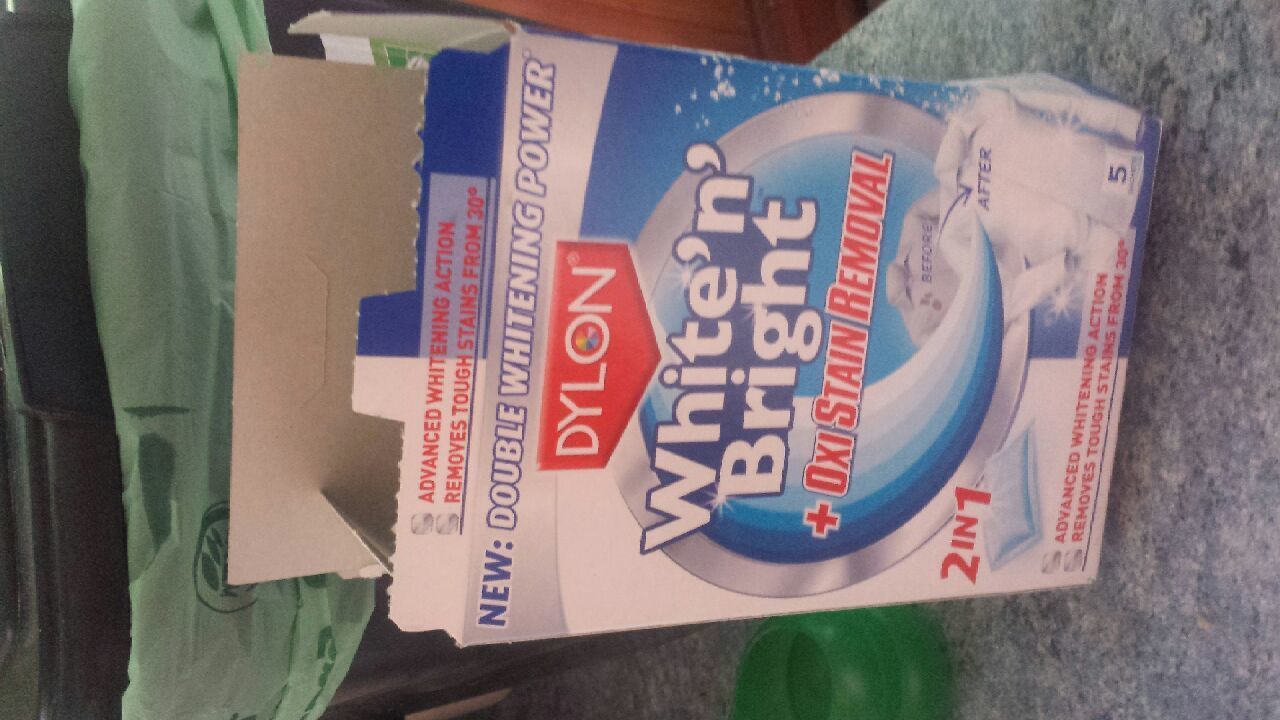 ADVANCED WHITENING ACTION
REMOVES TOUGH STAINS FROM 30°
NEW: DOUBLE WHITENING POWER*
DYLON®
White'n'
Bright™
+ OXI STAIN REMOVAL
BEFORE
AFTER
2 IN 1
5
ADVANCED WHITENING ACTION
REMOVES TOUGH STAINS FROM 30°